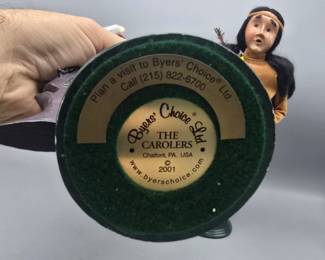 Plan a visit to Byers' Choice® Ltd.
Call (215) 822-6700
Byers' Choice Ltd
THE
CAROLERS
Chalfont, PA. USA
©
2001
www.byerschoice.com